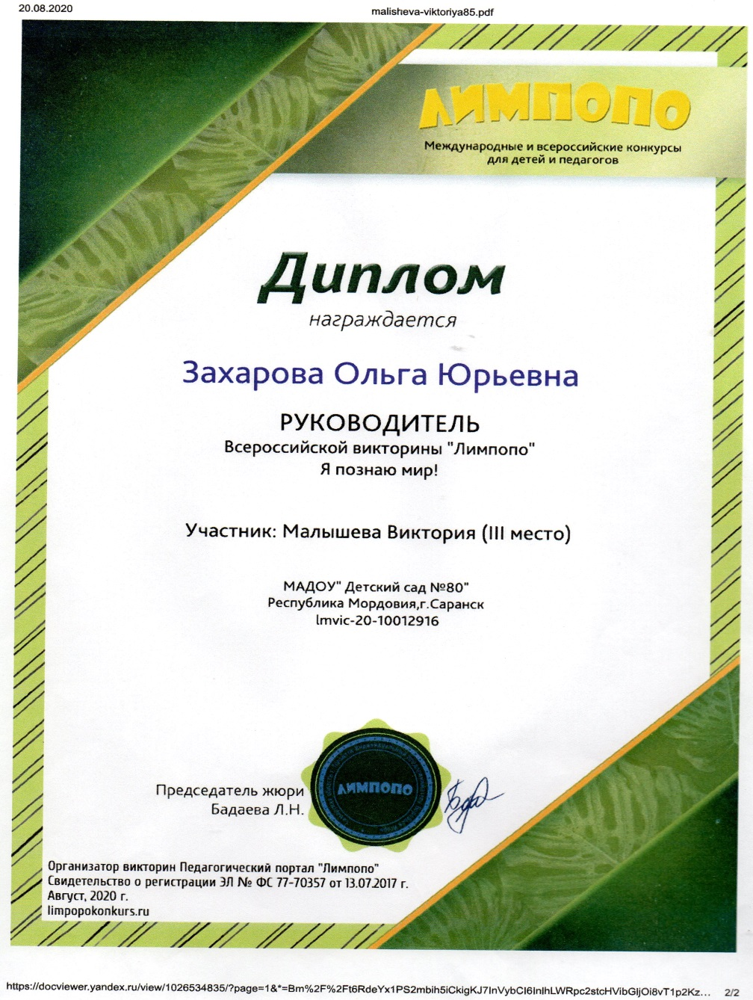 20.08.2020
malisheva-viktoriya85.pdf
ЛИМПОПО
Международные и всероссийские конкурсы
для детей и педагогов
Диплом
награждается
Захарова Ольга Юрьевна
РУКОВОДИТЕЛЬ
Всероссийской викторины "Лимпопо"
Я познаю мир!
Участник: Малышева Виктория (III место)
МАДОУ" Детский сад №80"
Республика Мордовия,г.Саранск
lmvic-20-10012916
Председатель жюри
Бадаева Л.Н.
ЛИМПОПО
Организатор викторин Педагогический портал "Лимпопо"
Свидетельство о регистрации ЭЛ № ФС 77-70357 от 13.07.2017 г.
Август, 2020 г.
limpopokonkurs.ru
https://docviewer.yandex.ru/view/1026534835/?page=1&*=Bm%2F%2Ft6RdeYx1PS2mbih5iCkigKJ7InVybCI6InlhLWRpc2stcHVibGljOi8vT1p2Kz... 2/2